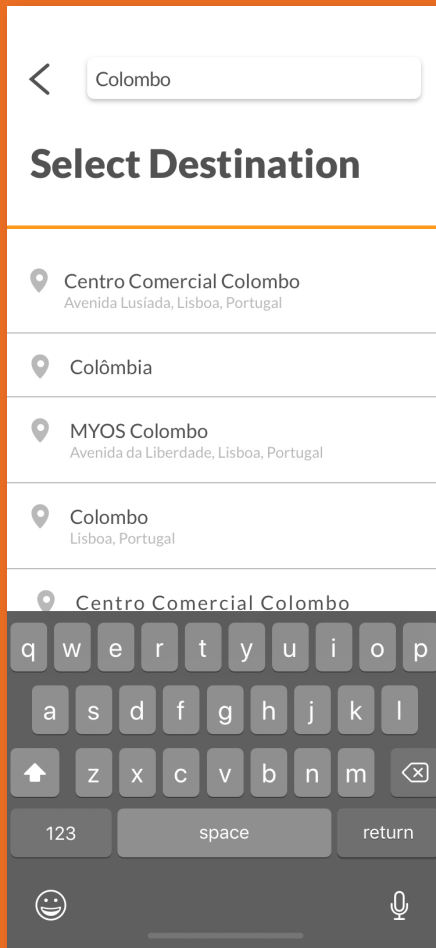 Colombo
Select Destination
Centro Comercial Colombo
Avenida Lusíada, Lisboa, Portugal
Colômbia
MYOS Colombo
Avenida da Liberdade, Lisboa, Portugal
Colombo
Lisboa, Portugal
Centro Comercial Colombo
q w e r t y u i o p
a s d f g h j k l
z x c v b n m
123 space return